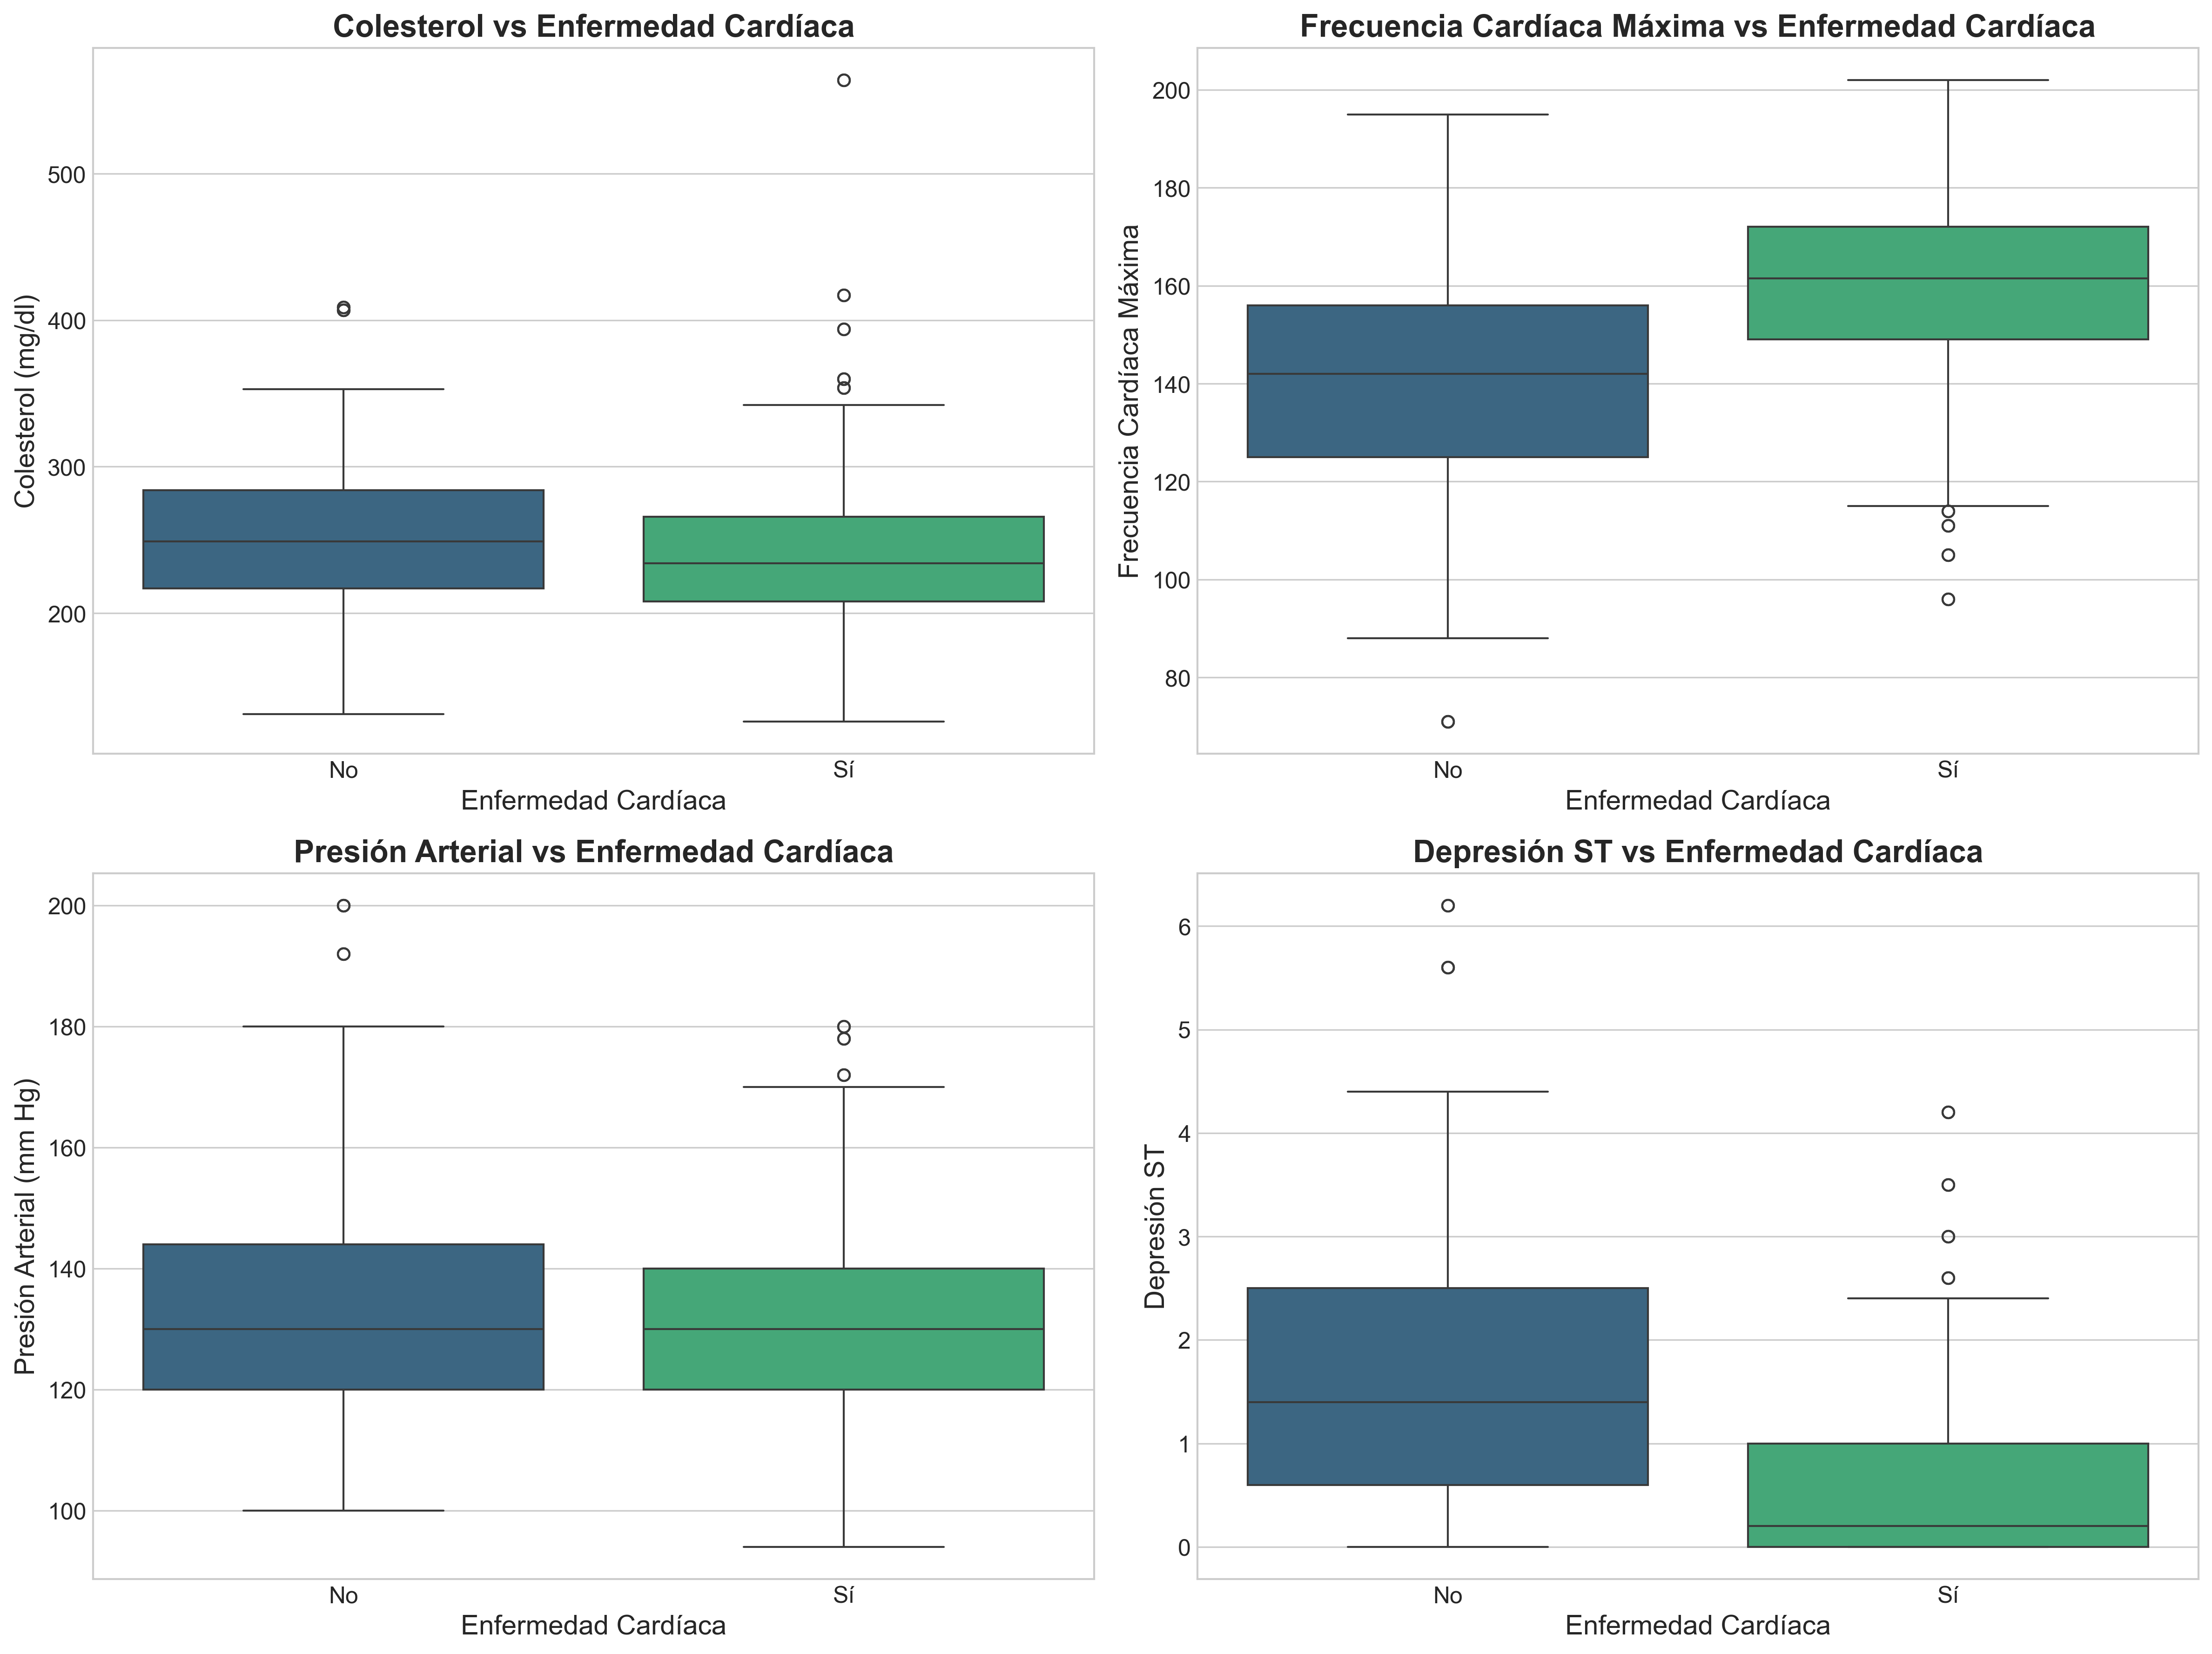 Colesterol vs Enfermedad Cardíaca
Colesterol (mg/dl)
500
400
300
200
No
Sí
Enfermedad Cardíaca
Frecuencia Cardíaca Máxima vs Enfermedad Cardíaca
Frecuencia Cardíaca Máxima
200
180
160
140
120
100
80
No
Sí
Enfermedad Cardíaca
Presión Arterial vs Enfermedad Cardíaca
Presión Arterial (mm Hg)
200
180
160
140
120
100
No
Sí
Enfermedad Cardíaca
Depresión ST vs Enfermedad Cardíaca
Depresión ST
6
5
4
3
2
1
0
No
Sí
Enfermedad Cardíaca